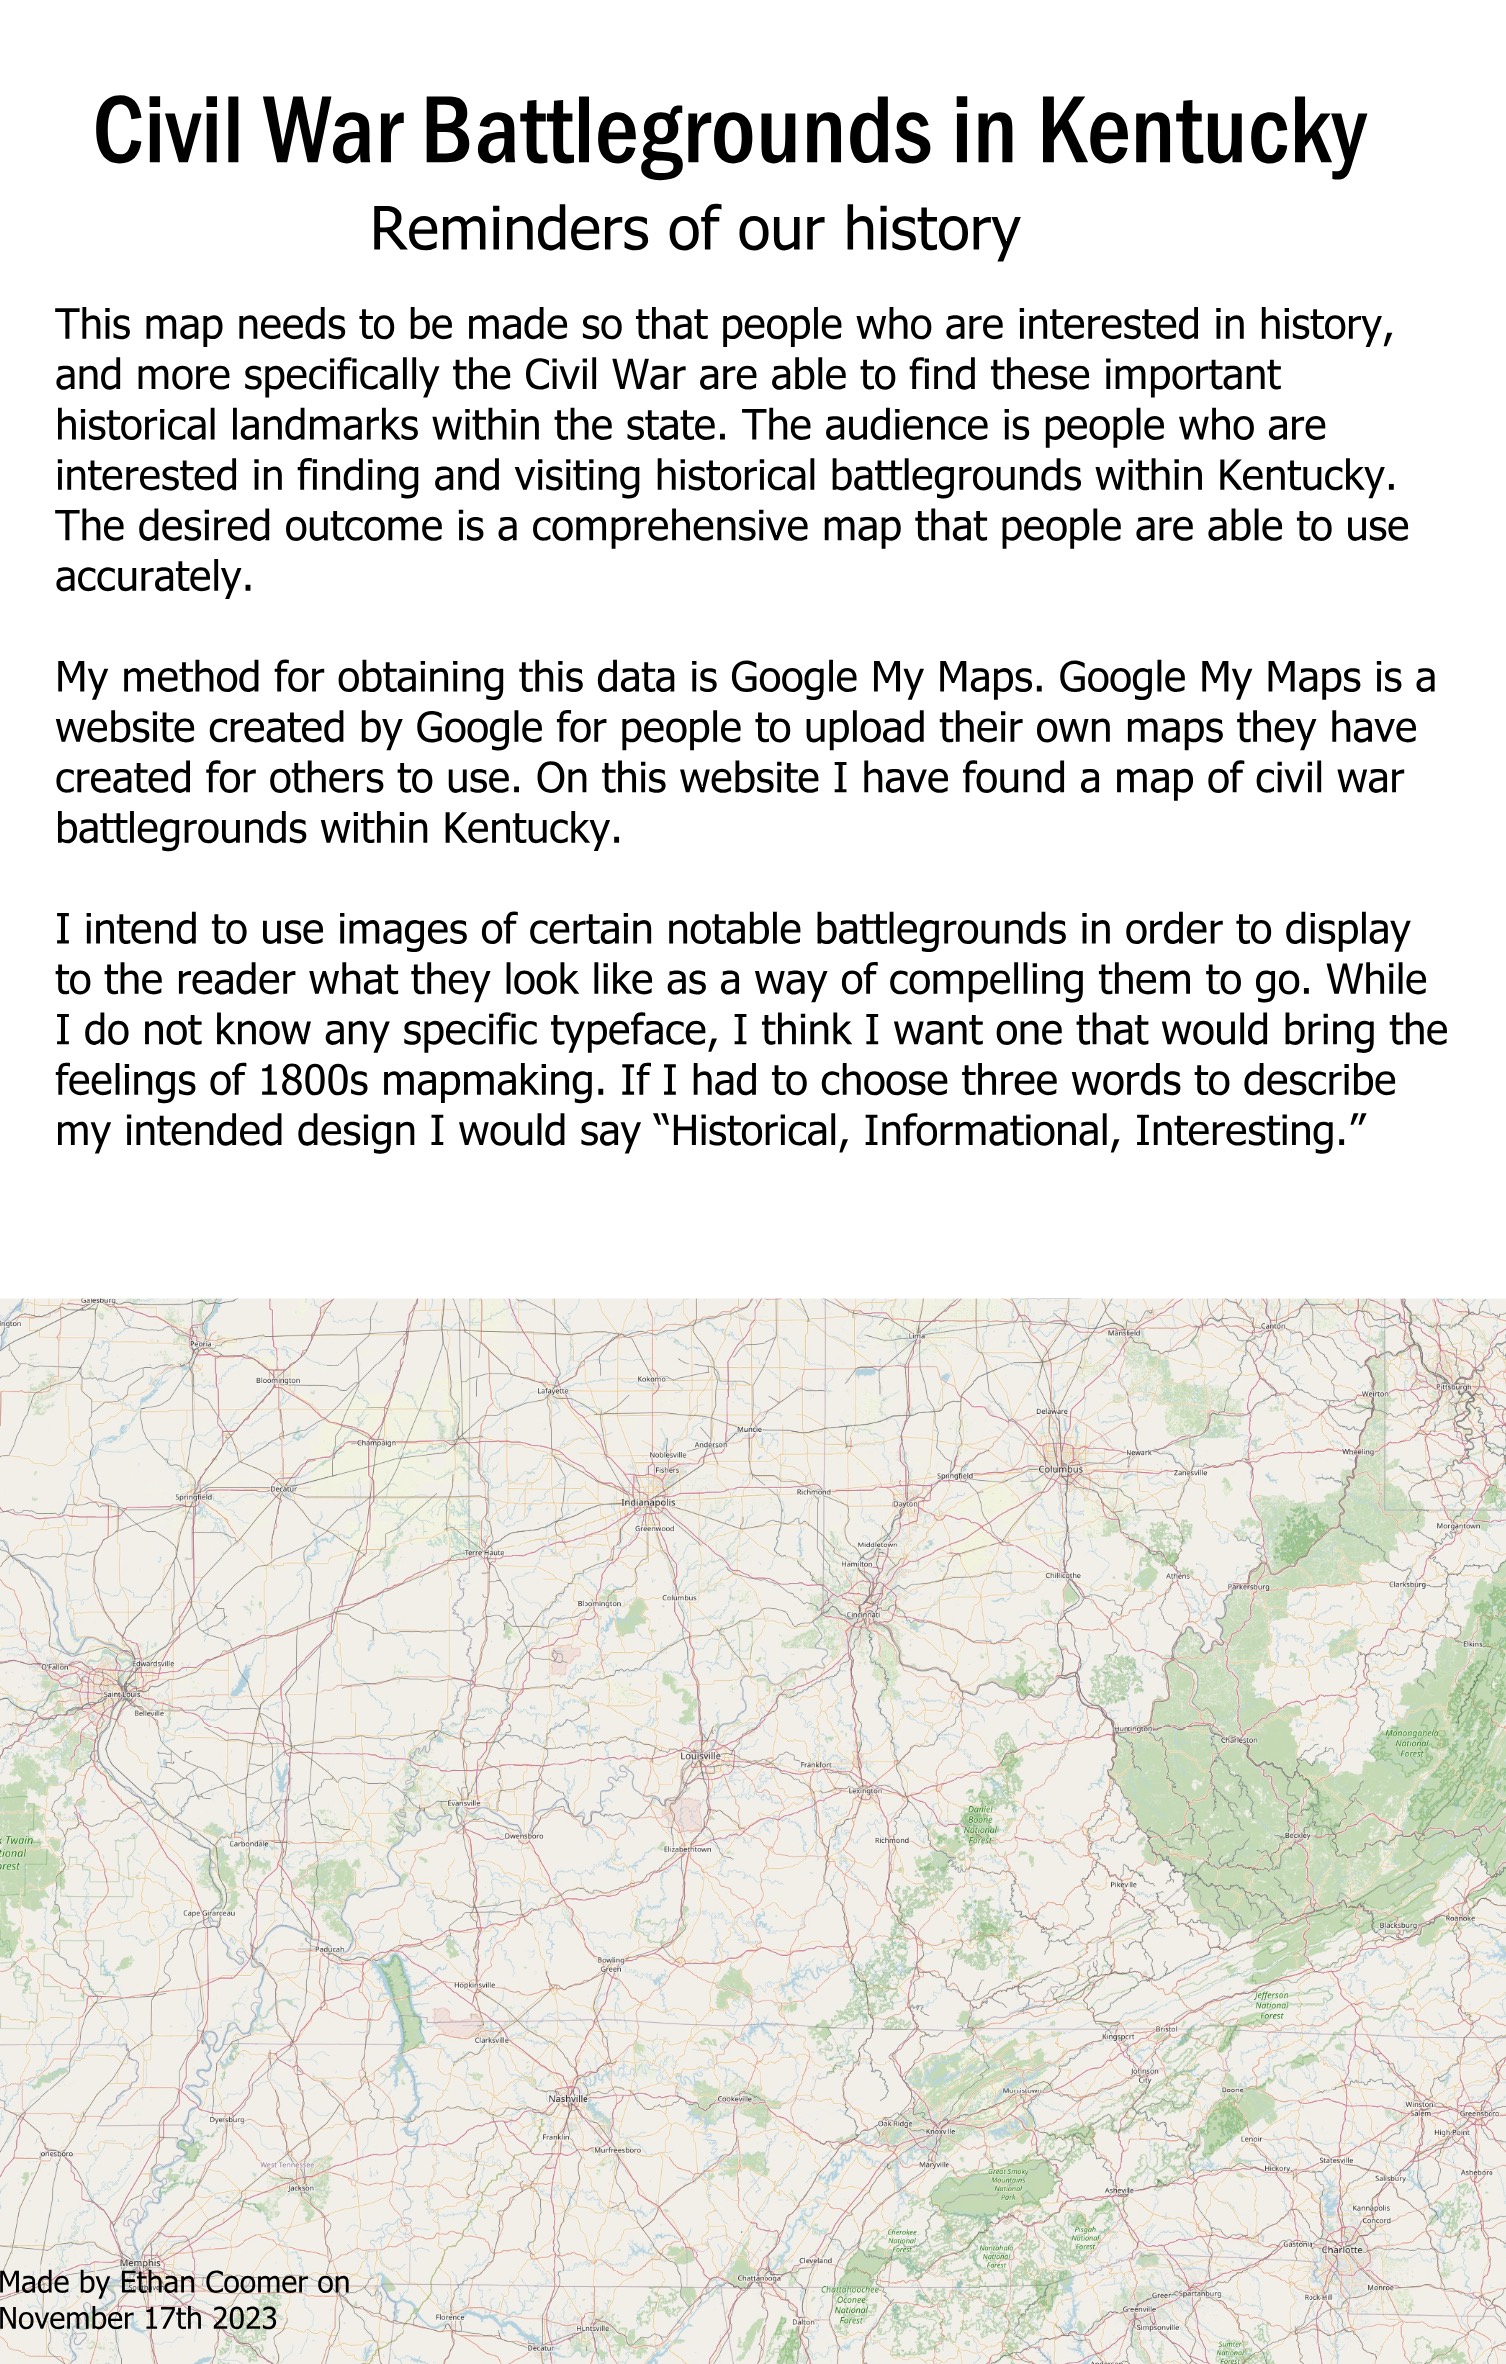 Civil War Battlegrounds in Kentucky
Reminders of our history
This map needs to be made so that people who are interested in history,
and more specifically the Civil War are able to find these important
historical landmarks within the state. The audience is people who are
interested in finding and visiting historical battlegrounds within Kentucky.
The desired outcome is a comprehensive map that people are able to use
accurately.
My method for obtaining this data is Google My Maps. Google My Maps is a
website created by Google for people to upload their own maps they have
created for others to use. On this website I have found a map of civil war
battlegrounds within Kentucky.
I intend to use images of certain notable battlegrounds in order to display
to the reader what they look like as a way of compelling them to go. While
I do not know any specific typeface, I think I want one that would bring the
feelings of 1800s mapmaking. If I had to choose three words to describe
my intended design I would say “Historical, Informational, Interesting.”
Galesburg
ington
Peoria
Lima
Mansfield
Canton
Bloomington
Lafayette
Kokomo
Weirton
Pittsburgh
Delaware
Champaign
Muncie
Anderson
Noblesville
Fishers
Newark
Wheeling
Columbus
Zanesville
Springfield
Springfield
Decatur
Richmond
Indianapolis
Dayton
Greenwood
Morgantown
Middletown
Terre Haute
Hamilton
Chillicothe
Athens
Parkersburg
Clarksburg
Bloomington
Columbus
Cincinnati
Elkins
O'Fallon
Edwardsville
Saint Louis
Belleville
Huntington
Charleston
Monongahela
National
Forest
Louisville
Frankfort
Lexington
Evansville
Owensboro
Daniel
Boone
National
Forest
Richmond
Beckley
k Twain
tional
orest
Carbondale
Elizabethtown
Pikeville
Cape Girardeau
Blacksburg
Roanoke
Paducah
Bowling
Green
Hopkinsville
Jefferson
National
Forest
Clarksville
Kingsport
Bristol
Johnson
City
Nashville
Cookeville
Morristown
Boone
Winston
Salem
Greensboro
Dyersburg
Oak Ridge
Knoxville
High Point
Franklin
Murfreesboro
Lenoir
onesboro
West Tennessee
Jackson
Maryville
Great Smoky
Mountains
National
Park
Hickory
Statesville
Salisbury
Asheboro
Asheville
Kannapolis
Concord
Cherokee
National
Forest
Nantahala
National
Forest
Pisgah
National
Forest
Gastonia
Charlotte
Memphis
Cleveland
Chattanooga
Chattahoochee
Oconee
National
Forest
Monroe
Greer
Spartanburg
Rock Hill
Greenville
Simpsonville
Dalton
Florence
Huntsville
Decatur
Sumter
National
Forest
Made by Ethan Coomer on
November 17th 2023